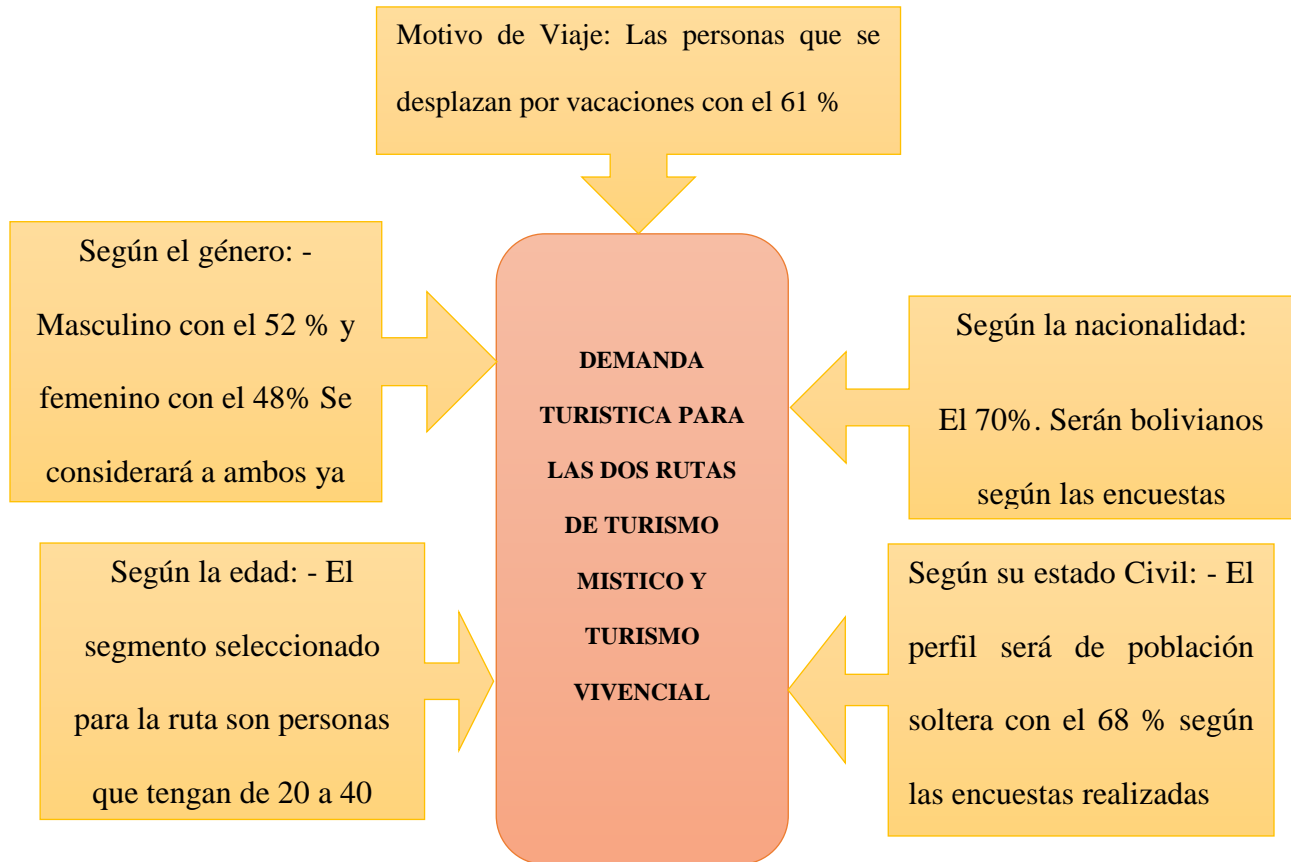 Motivo de Viaje: Las personas que se
desplazan por vacaciones con el 61 %
Según el género: -
Masculino con el 52 % y
femenino con el 48% Se
considerará a ambos ya
DEMANDA
TURISTICA PARA
LAS DOS RUTAS
DE TURISMO
MISTICO Y
TURISMO
VIVENCIAL
Según la nacionalidad:
El 70%. Serán bolivianos
según las encuestas
Según la edad: - El
segmento seleccionado
para la ruta son personas
que tengan de 20 a 40
Según su estado Civil: - El
perfil será de población
soltera con el 68 % según
las encuestas realizadas